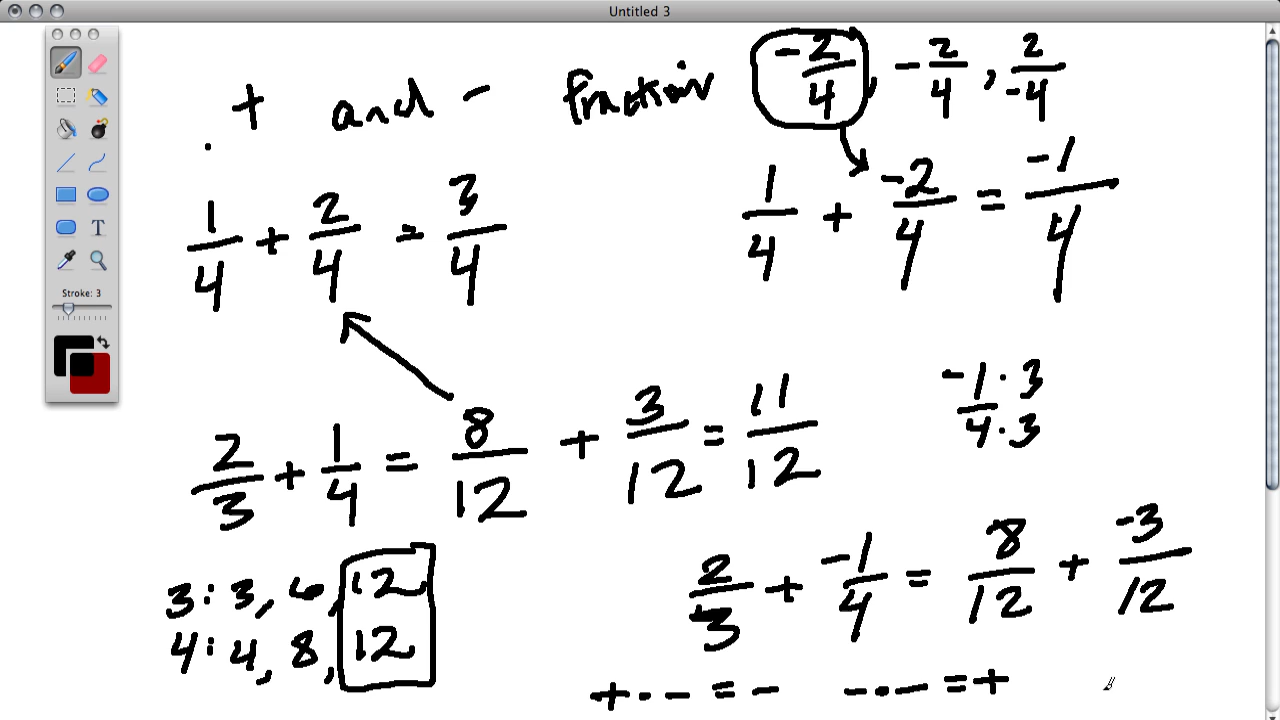 Untitled 3
+ and - fractions -2/4, -2/4, 2/-4
1/4 + 2/4 = 3/4
1/4 + -2/4 = -1/4
Stroke: 3
2/3 + 1/4 = 8/12 + 3/12 = 11/12
-1·3
4·3
3: 3, 6, 12
4: 4, 8, 12
2/3 + -1/4 = 8/12 + -3/12
+·- = - -·- = +